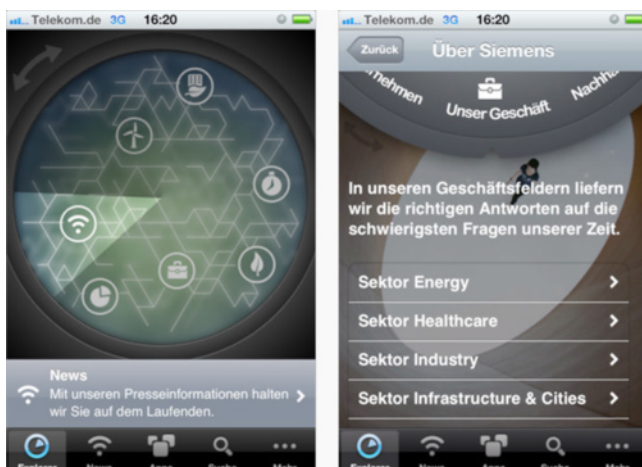 Telekom.de 3G 16:20
News
Mit unseren Presseinformationen halten
wir Sie auf dem Laufenden.
Telekom.de 3G 16:20
Zurück Über Siemens
Unser Geschäft
In unseren Geschäftsfeldern liefern
wir die richtigen Antworten auf die
schwierigsten Fragen unserer Zeit.
Sektor Energy
Sektor Healthcare
Sektor Industry
Sektor Infrastructure & Cities